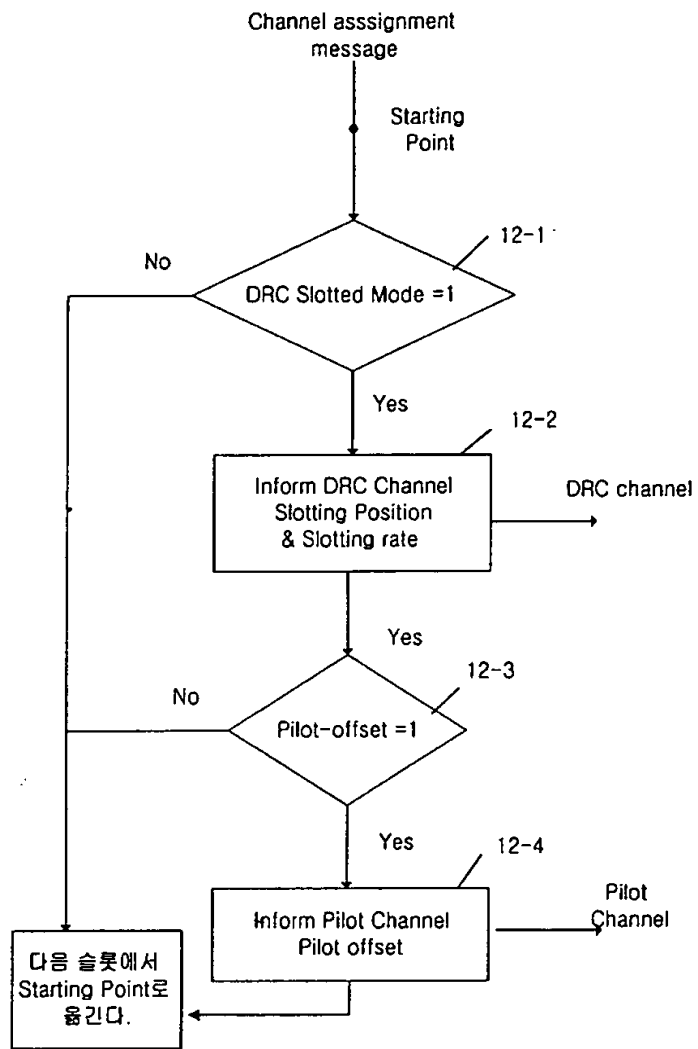 Channel asssignment
message
Starting
Point
12-1
No
DRC Slotted Mode =1
Yes
12-2
Inform DRC Channel
Slotting Position
& Slotting rate
DRC channel
Yes
12-3
No
Pilot-offset =1
Yes
12-4
Inform Pilot Channel
Pilot offset
Pilot
Channel
다음 슬롯에서
Starting Point로
옮긴다.